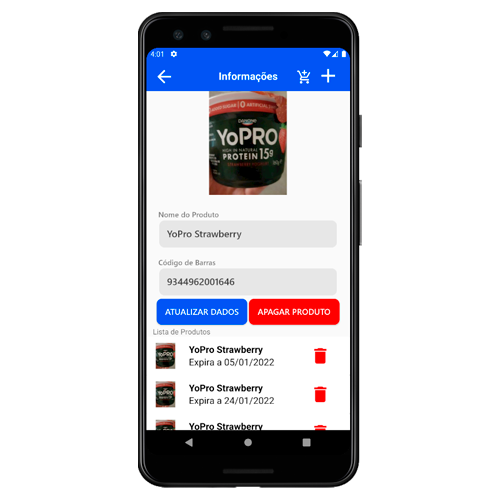 4:01
Informações
DANONE
YoPRO
HIGH IN NATURAL
PROTEIN 15g
Nome do Produto
YoPro Strawberry
Código de Barras
9344962001646
ATUALIZAR DADOS APAGAR PRODUTO
Lista de Produtos
YoPRO
YoPro Strawberry
Expira a 05/01/2022
YoPRO
YoPro Strawberry
Expira a 24/01/2022
YoPro Strawberry